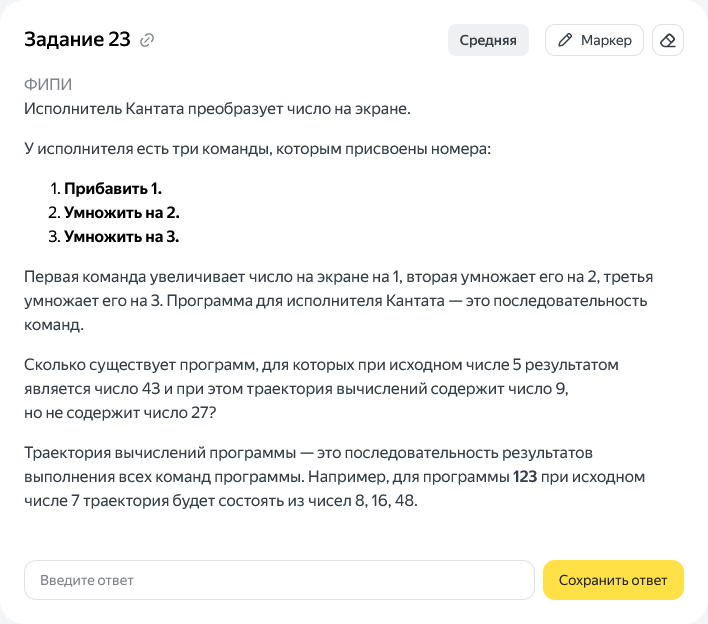 Задание 23
Средняя
Маркер
ФИПИ
Исполнитель Кантата преобразует число на экране.
У исполнителя есть три команды, которым присвоены номера:
1. Прибавить 1.
2. Умножить на 2.
3. Умножить на 3.
Первая команда увеличивает число на экране на 1, вторая умножает его на 2, третья
умножает его на 3. Программа для исполнителя Кантата — это последовательность
команд.
Сколько существует программ, для которых при исходном числе 5 результатом
является число 43 и при этом траектория вычислений содержит число 9,
но не содержит число 27?
Траектория вычислений программы — это последовательность результатов
выполнения всех команд программы. Например, для программы 123 при исходном
числе 7 траектория будет состоять из чисел 8, 16, 48.
Введите ответ
Сохранить ответ